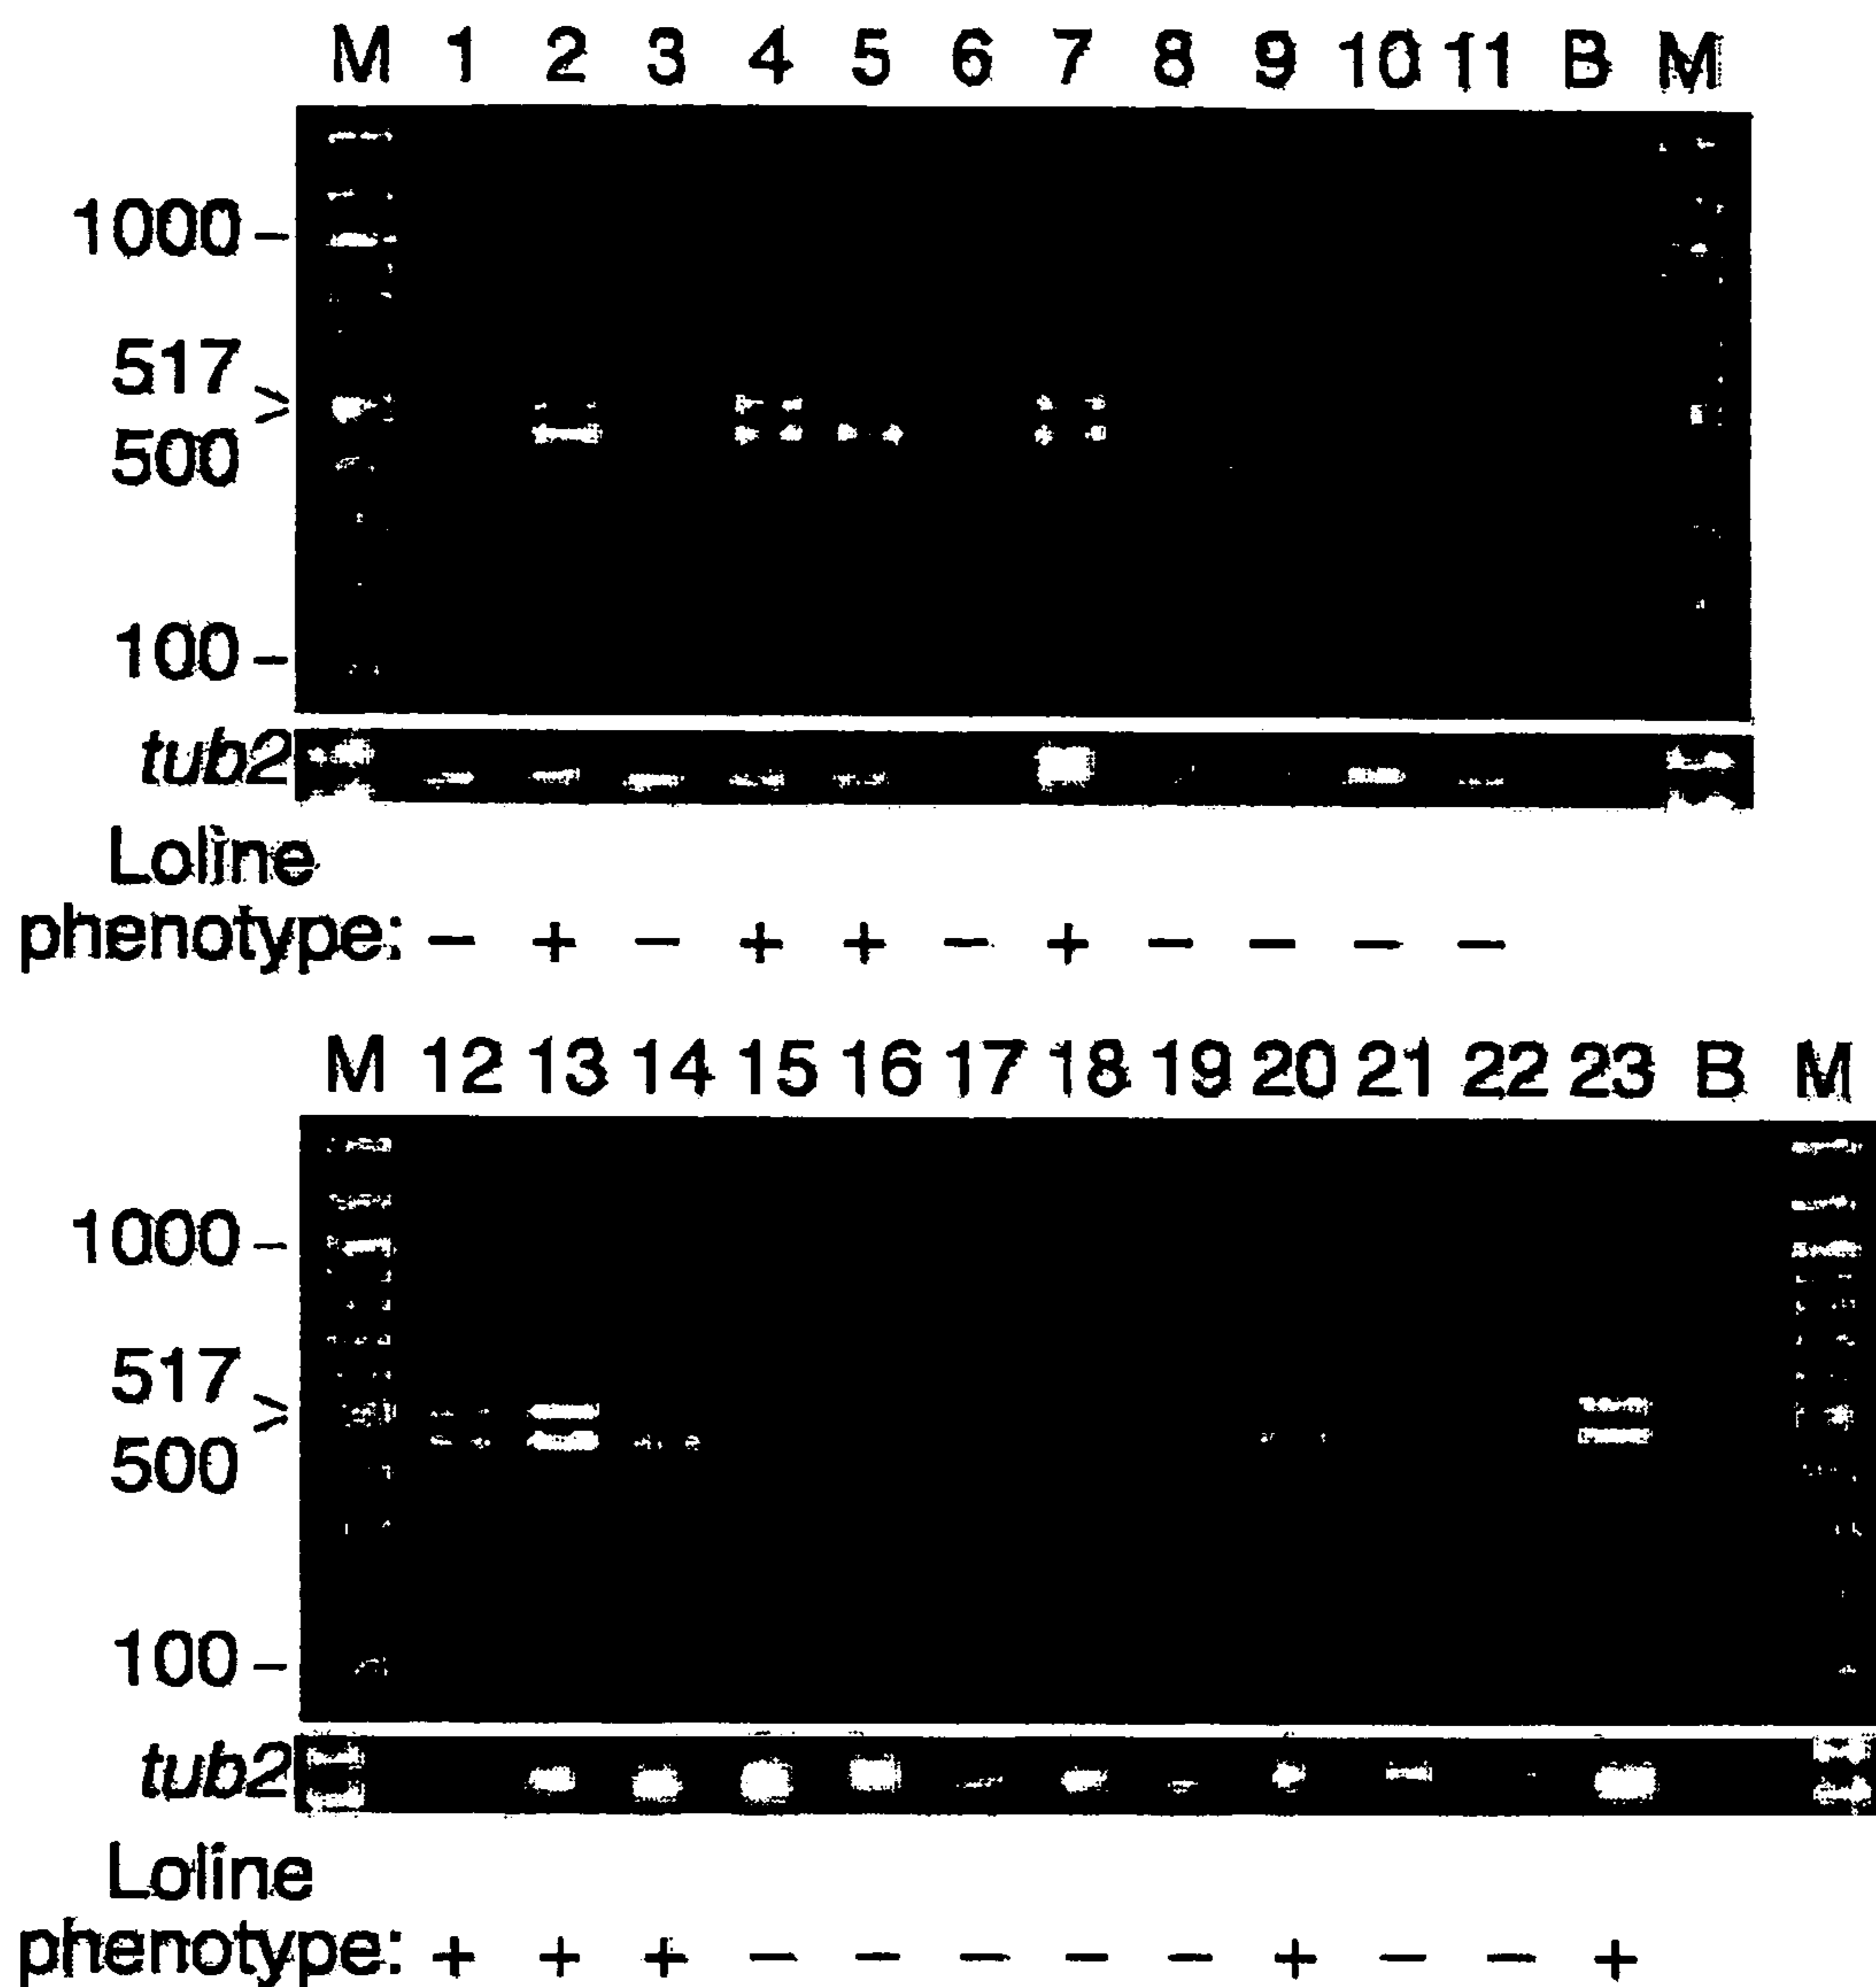 M 1 2 3 4 5 6 7 8 9 10 11 B M
1000
517
500
100
tub2
Loline
phenotype: − + − + + − + − − − −
M 12 13 14 15 16 17 18 19 20 21 22 23 B M
1000
517
500
100
tub2
Loline
phenotype: + + + − − − − − + − − +